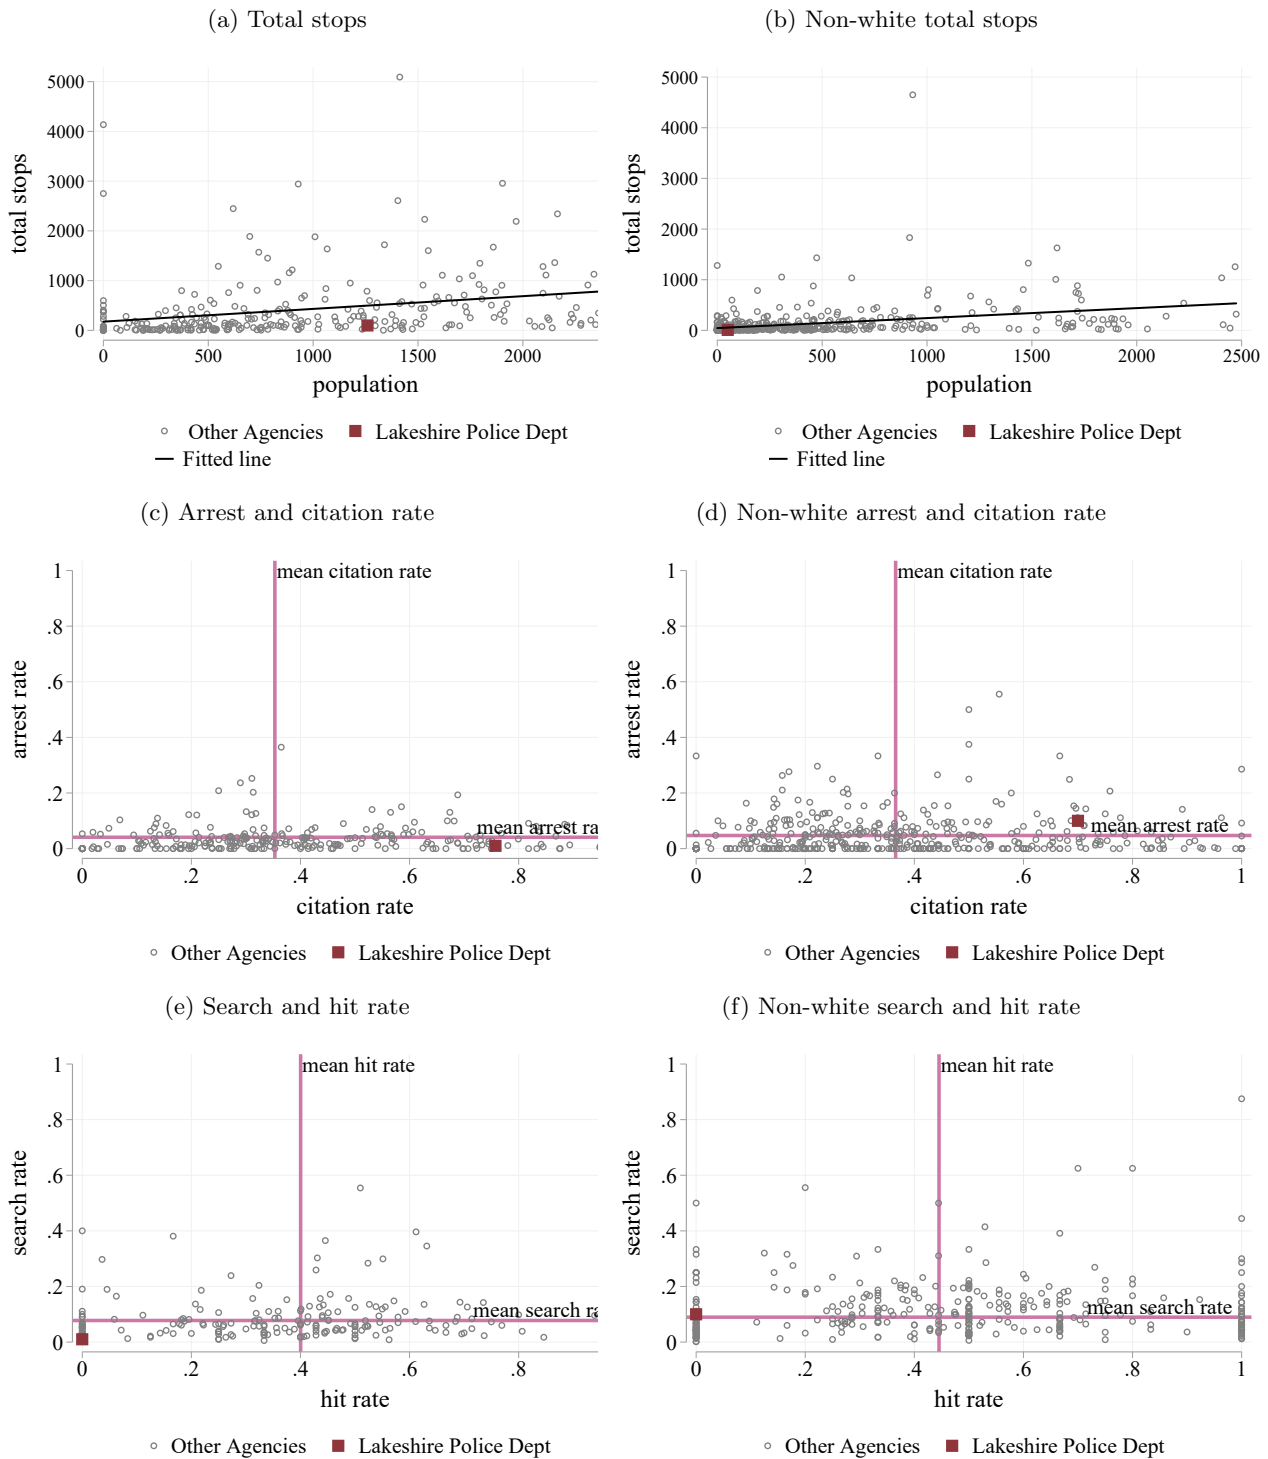 (a) Total stops
(b) Non-white total stops
total stops
5000
4000
3000
2000
1000
0
0 500 1000 1500 2000
population
Other Agencies Lakeshire Police Dept
Fitted line
total stops
5000
4000
3000
2000
1000
0
0 500 1000 1500 2000 2500
population
Other Agencies Lakeshire Police Dept
Fitted line
(c) Arrest and citation rate
(d) Non-white arrest and citation rate
arrest rate
1
.8
.6
.4
.2
0
mean citation rate
mean arrest ra
0 .2 .4 .6 .8
citation rate
Other Agencies Lakeshire Police Dept
arrest rate
1
.8
.6
.4
.2
0
mean citation rate
mean arrest rate
0 .2 .4 .6 .8 1
citation rate
Other Agencies Lakeshire Police Dept
(e) Search and hit rate
(f) Non-white search and hit rate
search rate
1
.8
.6
.4
.2
0
mean hit rate
mean search ra
0 .2 .4 .6 .8
hit rate
Other Agencies Lakeshire Police Dept
search rate
1
.8
.6
.4
.2
0
mean hit rate
mean search rate
0 .2 .4 .6 .8 1
hit rate
Other Agencies Lakeshire Police Dept